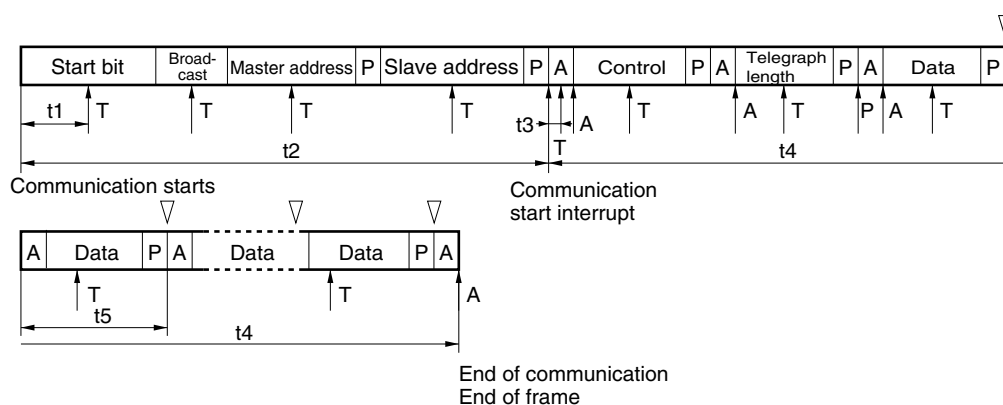 Start bit Broad-cast Master address P Slave address P A Control P A Telegraph length P A Data P
t1 T T T T t3 A T A T P A T
T
t2 t4
Communication starts
Communication
start interrupt
A Data P A Data Data P A
T T A
t5
t4
End of communication
End of frame